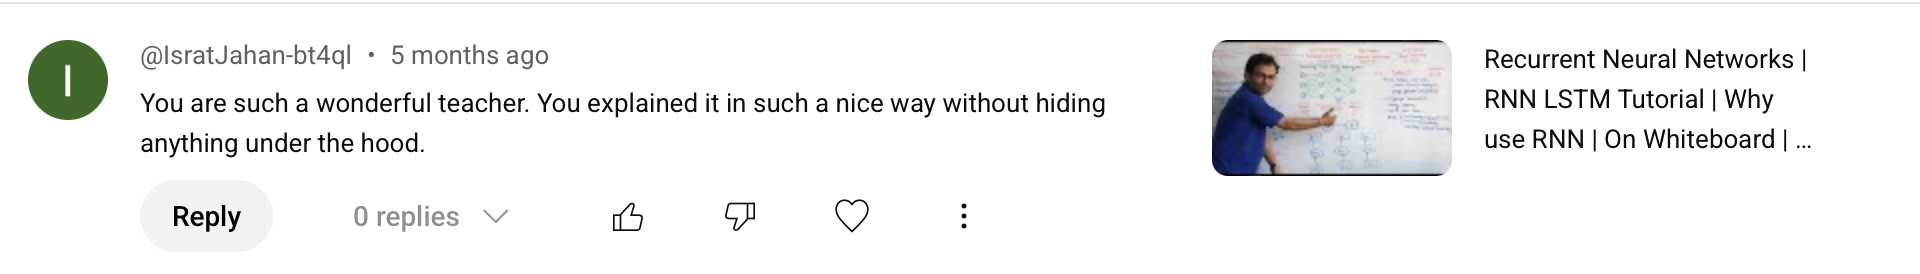 I
@IsratJahan-bt4ql • 5 months ago
You are such a wonderful teacher. You explained it in such a nice way without hiding
anything under the hood.
Reply
0 replies
Recurrent Neural Networks |
RNN LSTM Tutorial | Why
use RNN | On Whiteboard | ...